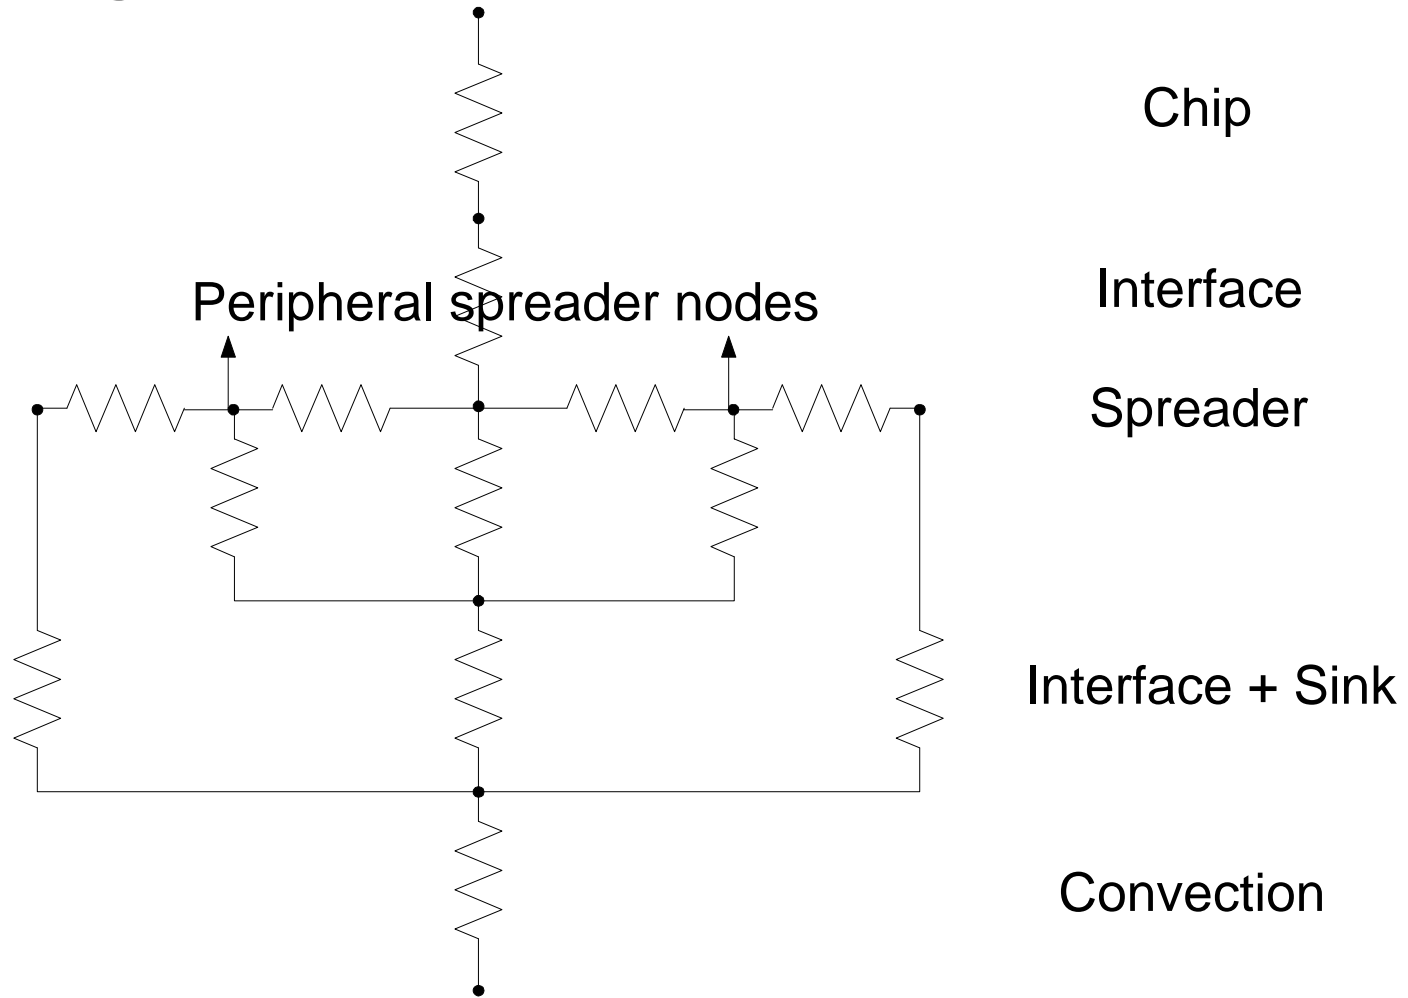 Chip
Interface
Peripheral spreader nodes
Spreader
Interface + Sink
Convection